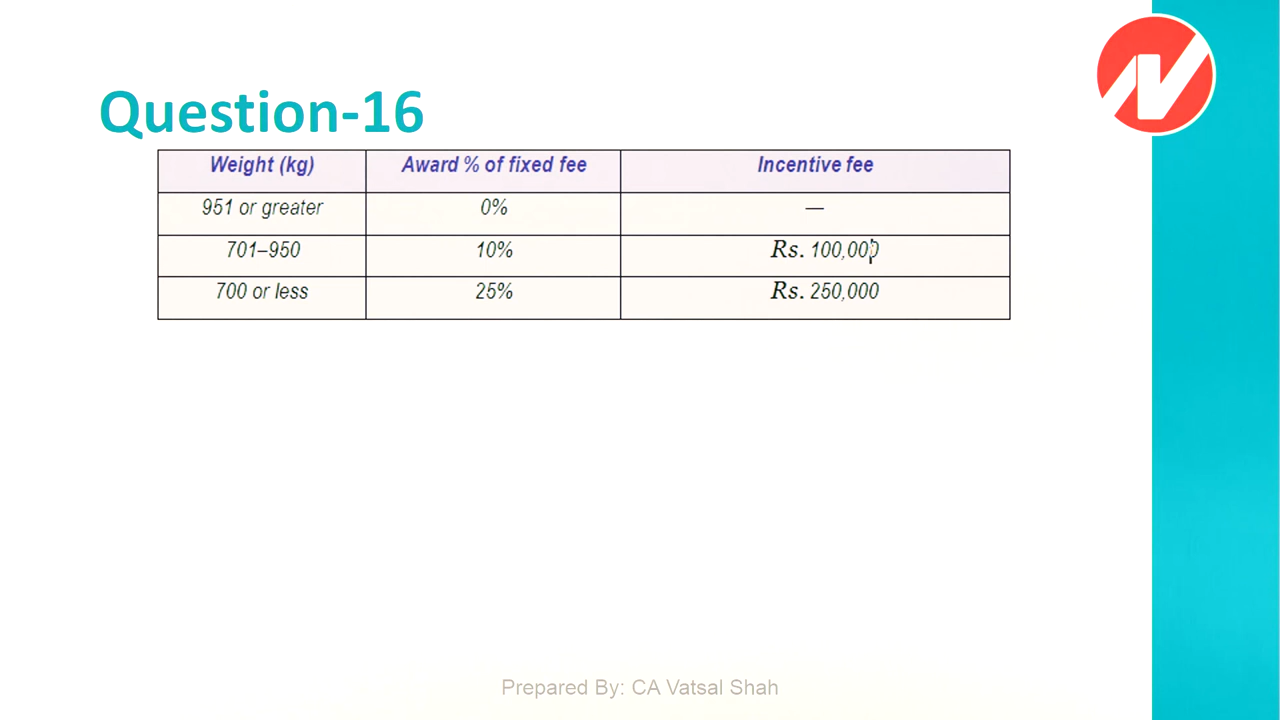 Question-16
Weight (kg) Award % of fixed fee Incentive fee
951 or greater 0% —
701–950 10% Rs. 100,000
700 or less 25% Rs. 250,000
Prepared By: CA Vatsal Shah